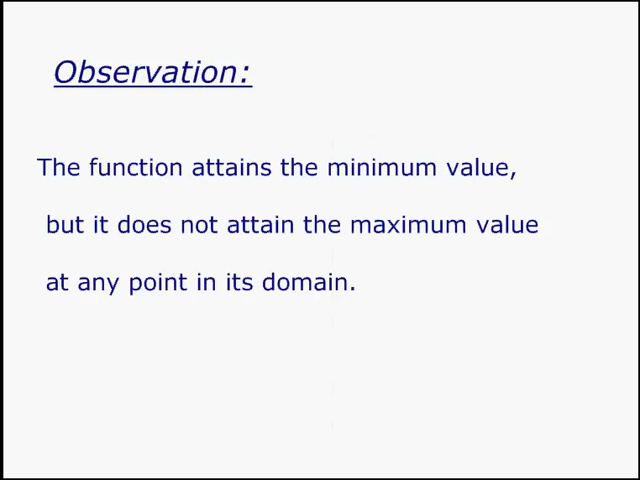 Observation:
The function attains the minimum value,
but it does not attain the maximum value
at any point in its domain.